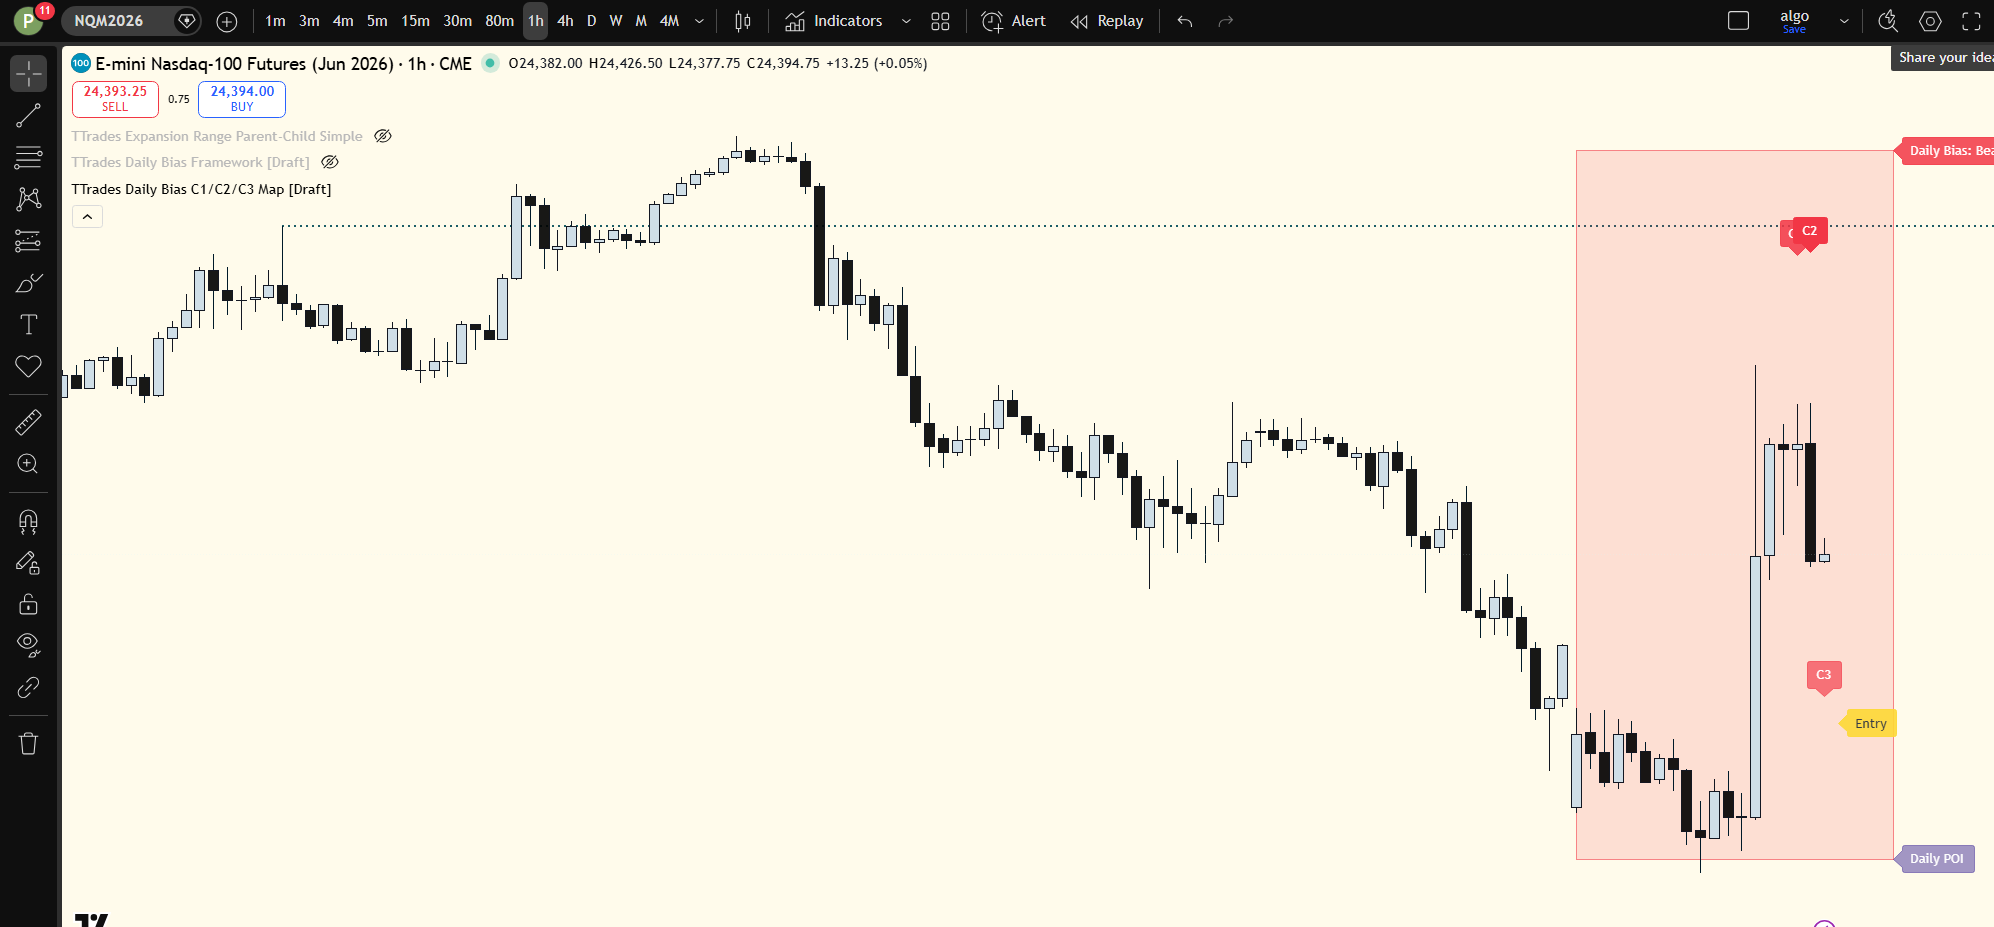 P 11 NQM2026 1m 3m 4m 5m 15m 30m 80m 1h 4h D W M 4M Indicators Alert Replay algo
Save
Share your idea
100 E-mini Nasdaq-100 Futures (Jun 2026) · 1h · CME O24,382.00 H24,426.50 L24,377.75 C24,394.75 +13.25 (+0.05%)
24,393.25 0.75 24,394.00
SELL BUY
TTrades Expansion Range Parent-Child Simple
TTrades Daily Bias Framework [Draft]
Daily Bias: Bea
TTrades Daily Bias C1/C2/C3 Map [Draft]
C2
C3
Entry
Daily POI